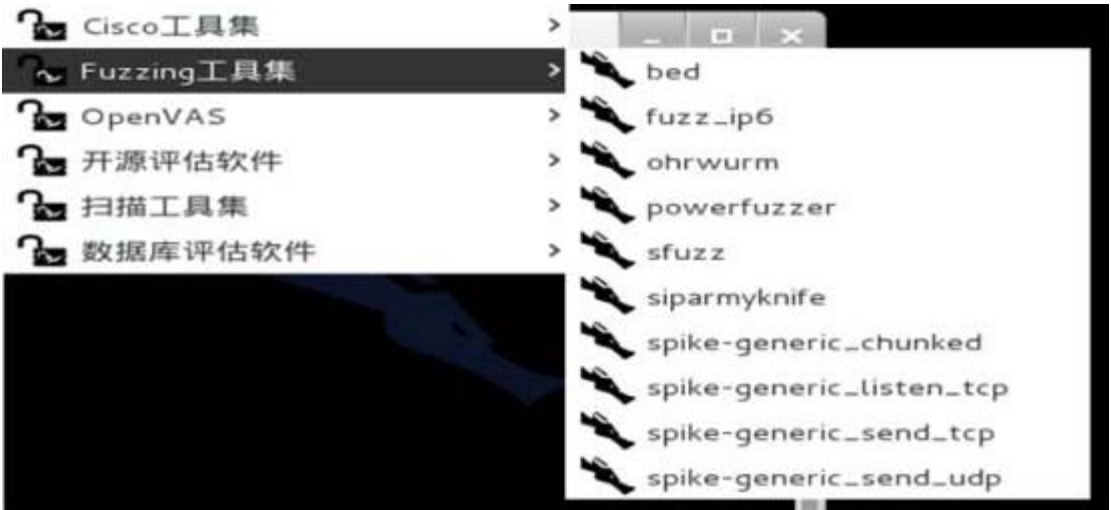 Cisco工具集
Fuzzing工具集
OpenVAS
开源评估软件
扫描工具集
数据库评估软件
bed
fuzz_ip6
ohrwurm
powerfuzzer
sfuzz
siparmyknife
spike-generic_chunked
spike-generic_listen_tcp
spike-generic_send_tcp
spike-generic_send_udp